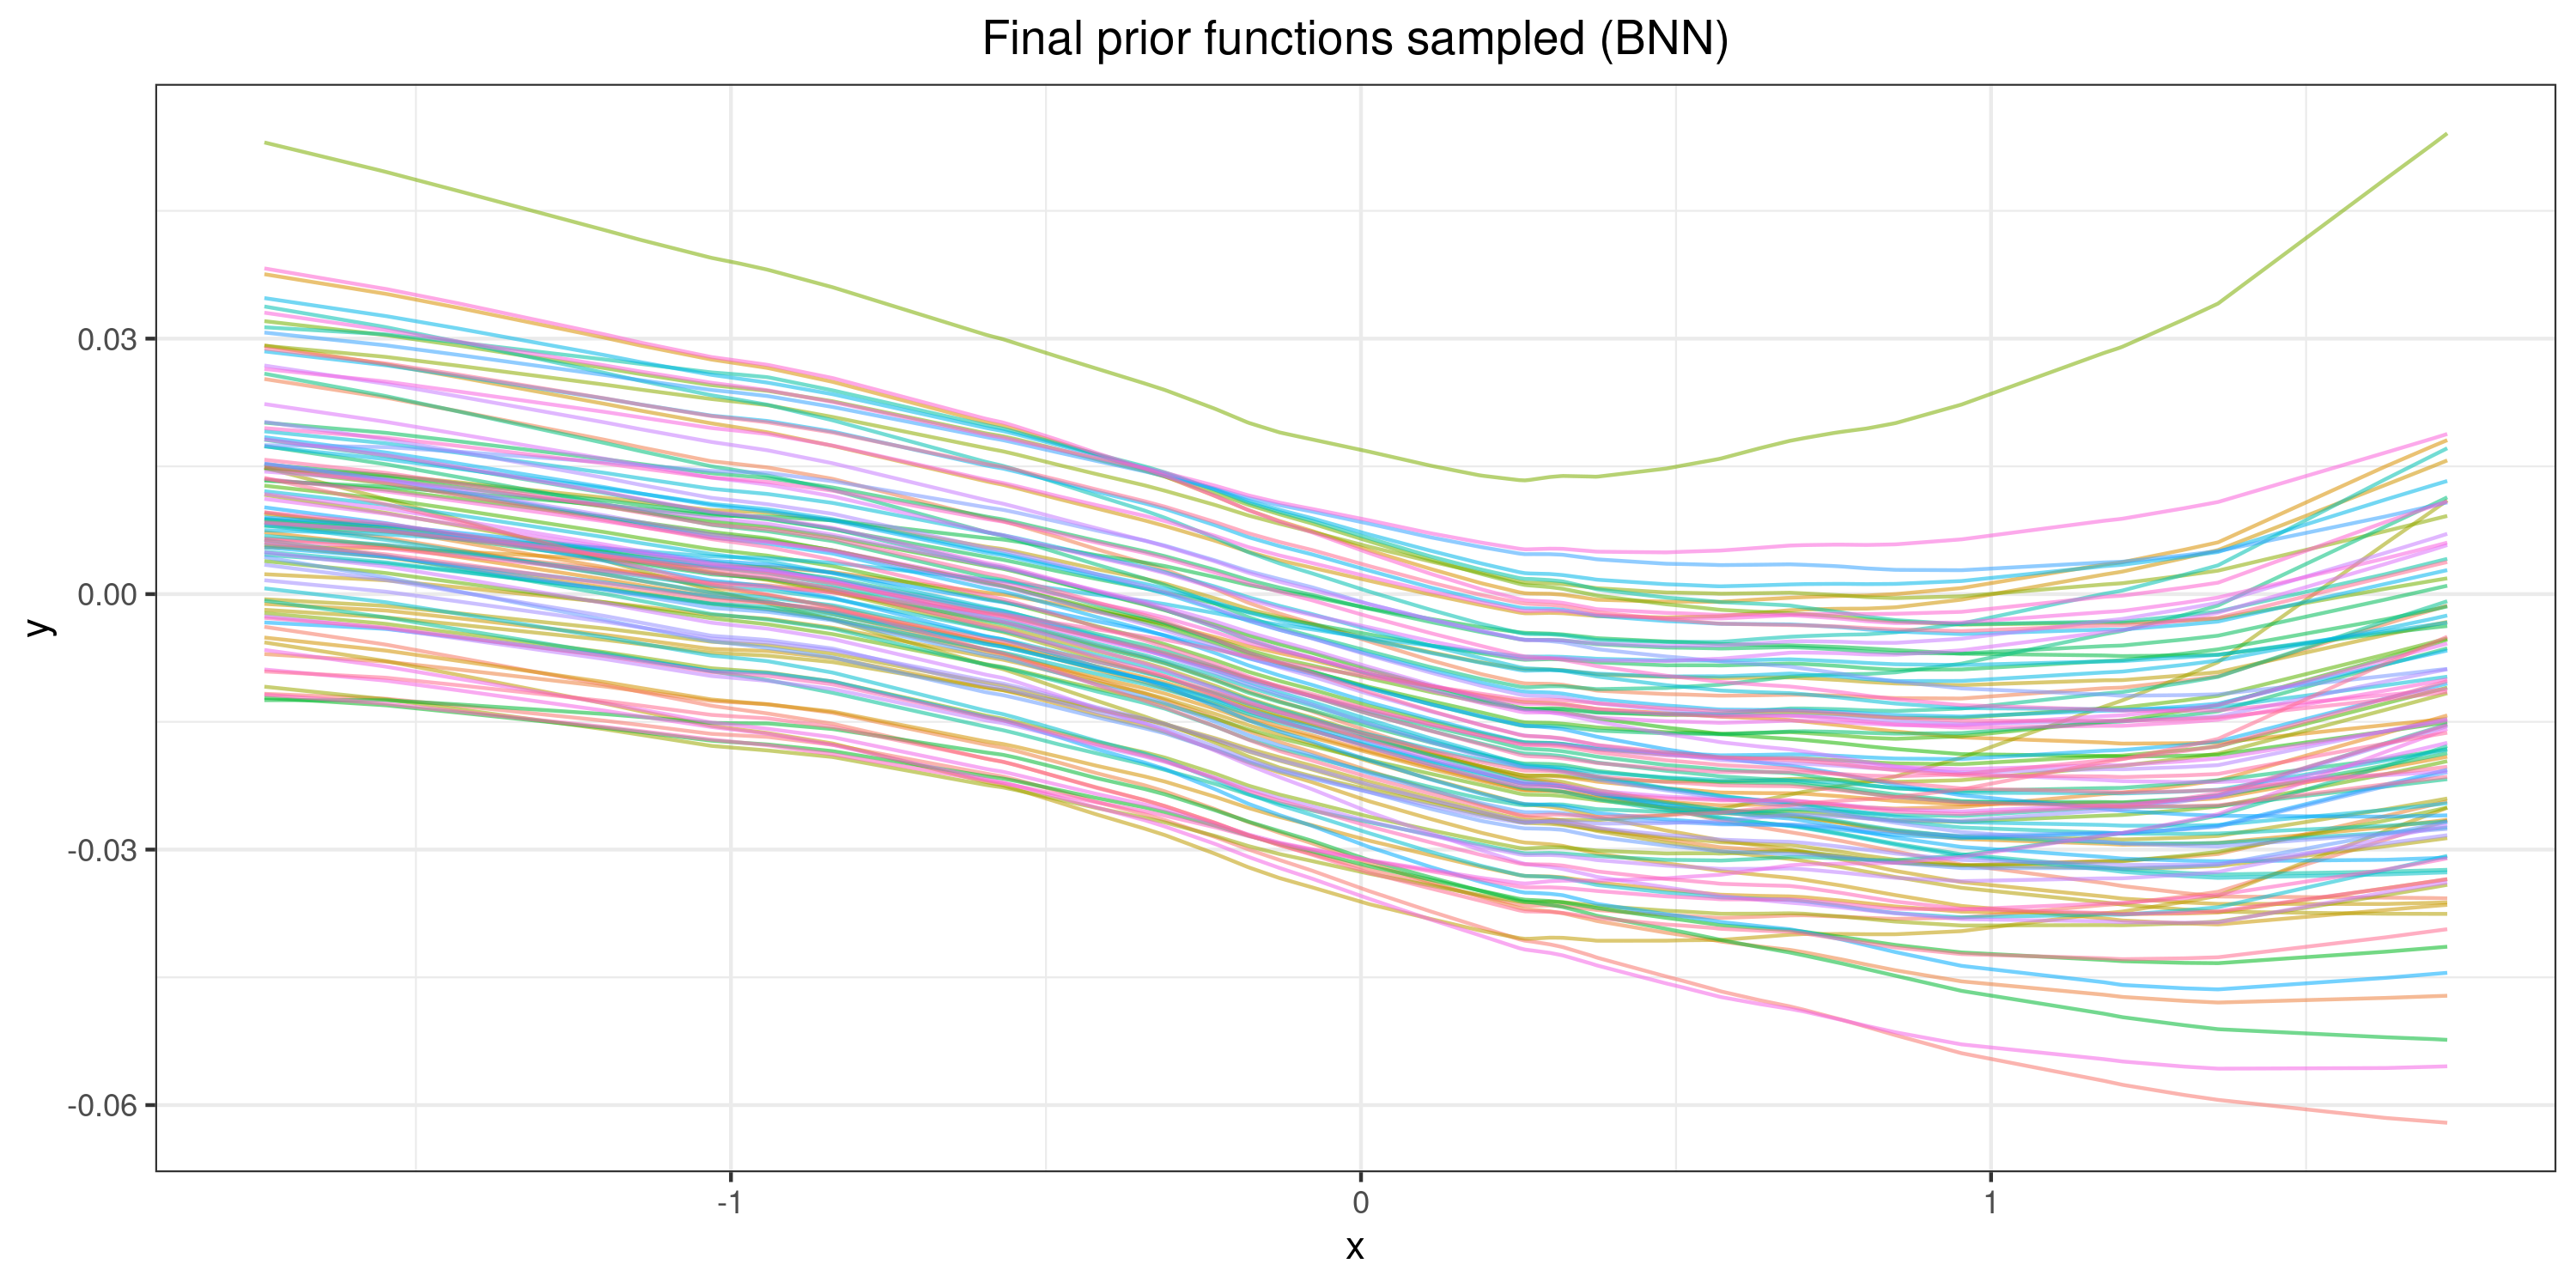 Final prior functions sampled (BNN)
y
0.03
0.00
-0.03
-0.06
-1
0
1
x